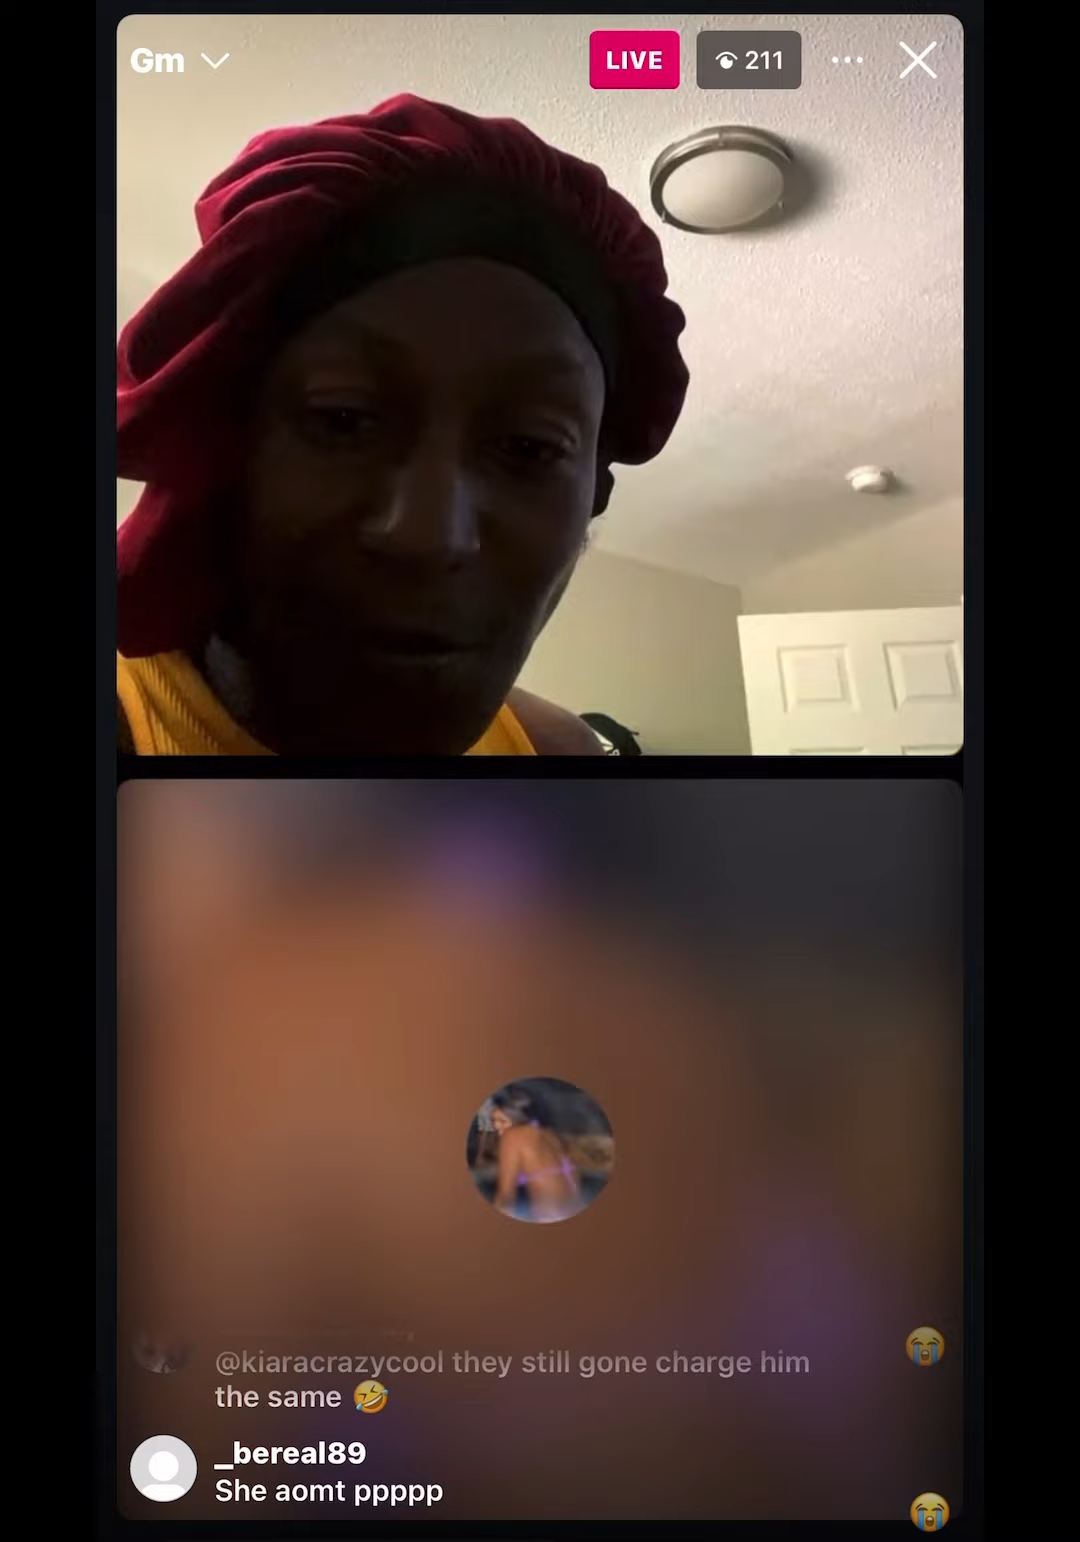 Gm
LIVE
211
@kiaracrazycool they still gone charge him
the same 🤣
_bereal89
She aomt ppppp